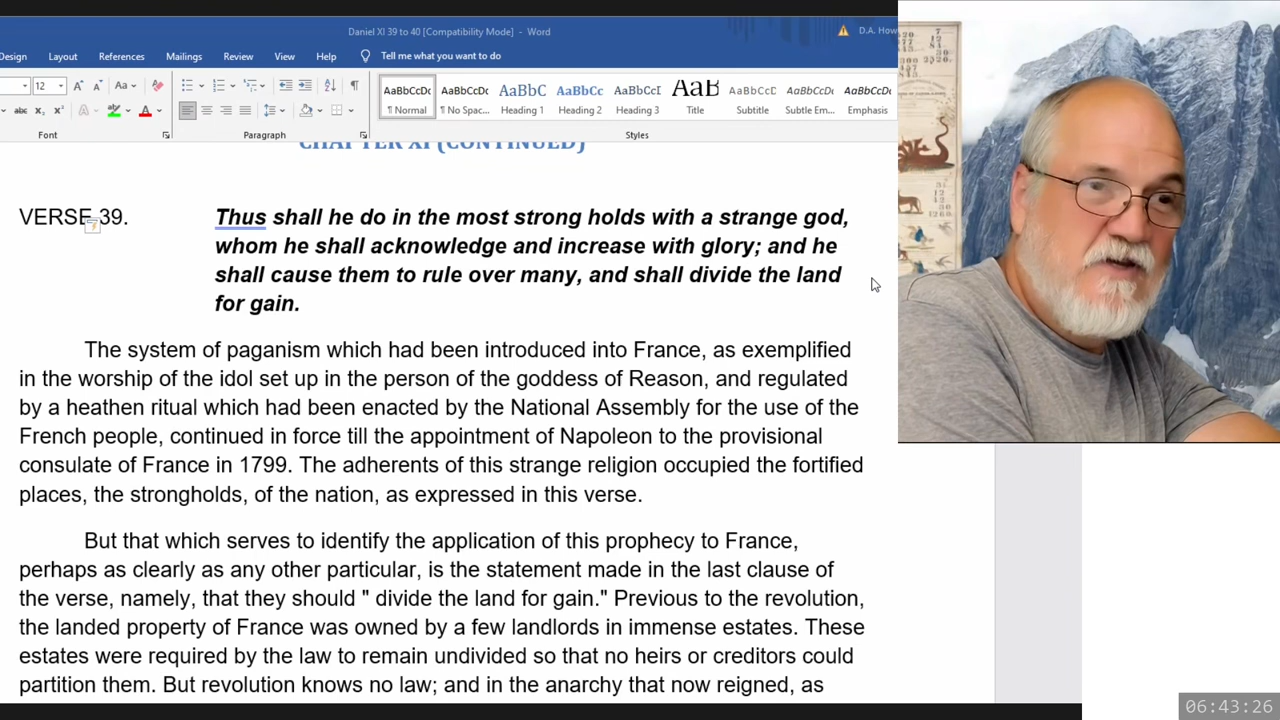 Daniel XI 39 to 40 [Compatibility Mode] - Word
D.A. How
Design Layout References Mailings Review View Help Tell me what you want to do
12 A A Aa
AaBbCcDc AaBbCcDc AaBbC AaBbCc AaBbCcI AaB AaBbCcD AaBbCcDt AaBbCcDt
¶ Normal ¶ No Spac... Heading 1 Heading 2 Heading 3 Title Subtitle Subtle Em... Emphasis
abc x₂ x² A A
Font Paragraph Styles
CHAPTER XI (CONTINUED)
VERSE 39. Thus shall he do in the most strong holds with a strange god,
whom he shall acknowledge and increase with glory; and he
shall cause them to rule over many, and shall divide the land
for gain.
The system of paganism which had been introduced into France, as exemplified
in the worship of the idol set up in the person of the goddess of Reason, and regulated
by a heathen ritual which had been enacted by the National Assembly for the use of the
French people, continued in force till the appointment of Napoleon to the provisional
consulate of France in 1799. The adherents of this strange religion occupied the fortified
places, the strongholds, of the nation, as expressed in this verse.
But that which serves to identify the application of this prophecy to France,
perhaps as clearly as any other particular, is the statement made in the last clause of
the verse, namely, that they should " divide the land for gain." Previous to the revolution,
the landed property of France was owned by a few landlords in immense estates. These
estates were required by the law to remain undivided so that no heirs or creditors could
partition them. But revolution knows no law; and in the anarchy that now reigned, as
06:43:26